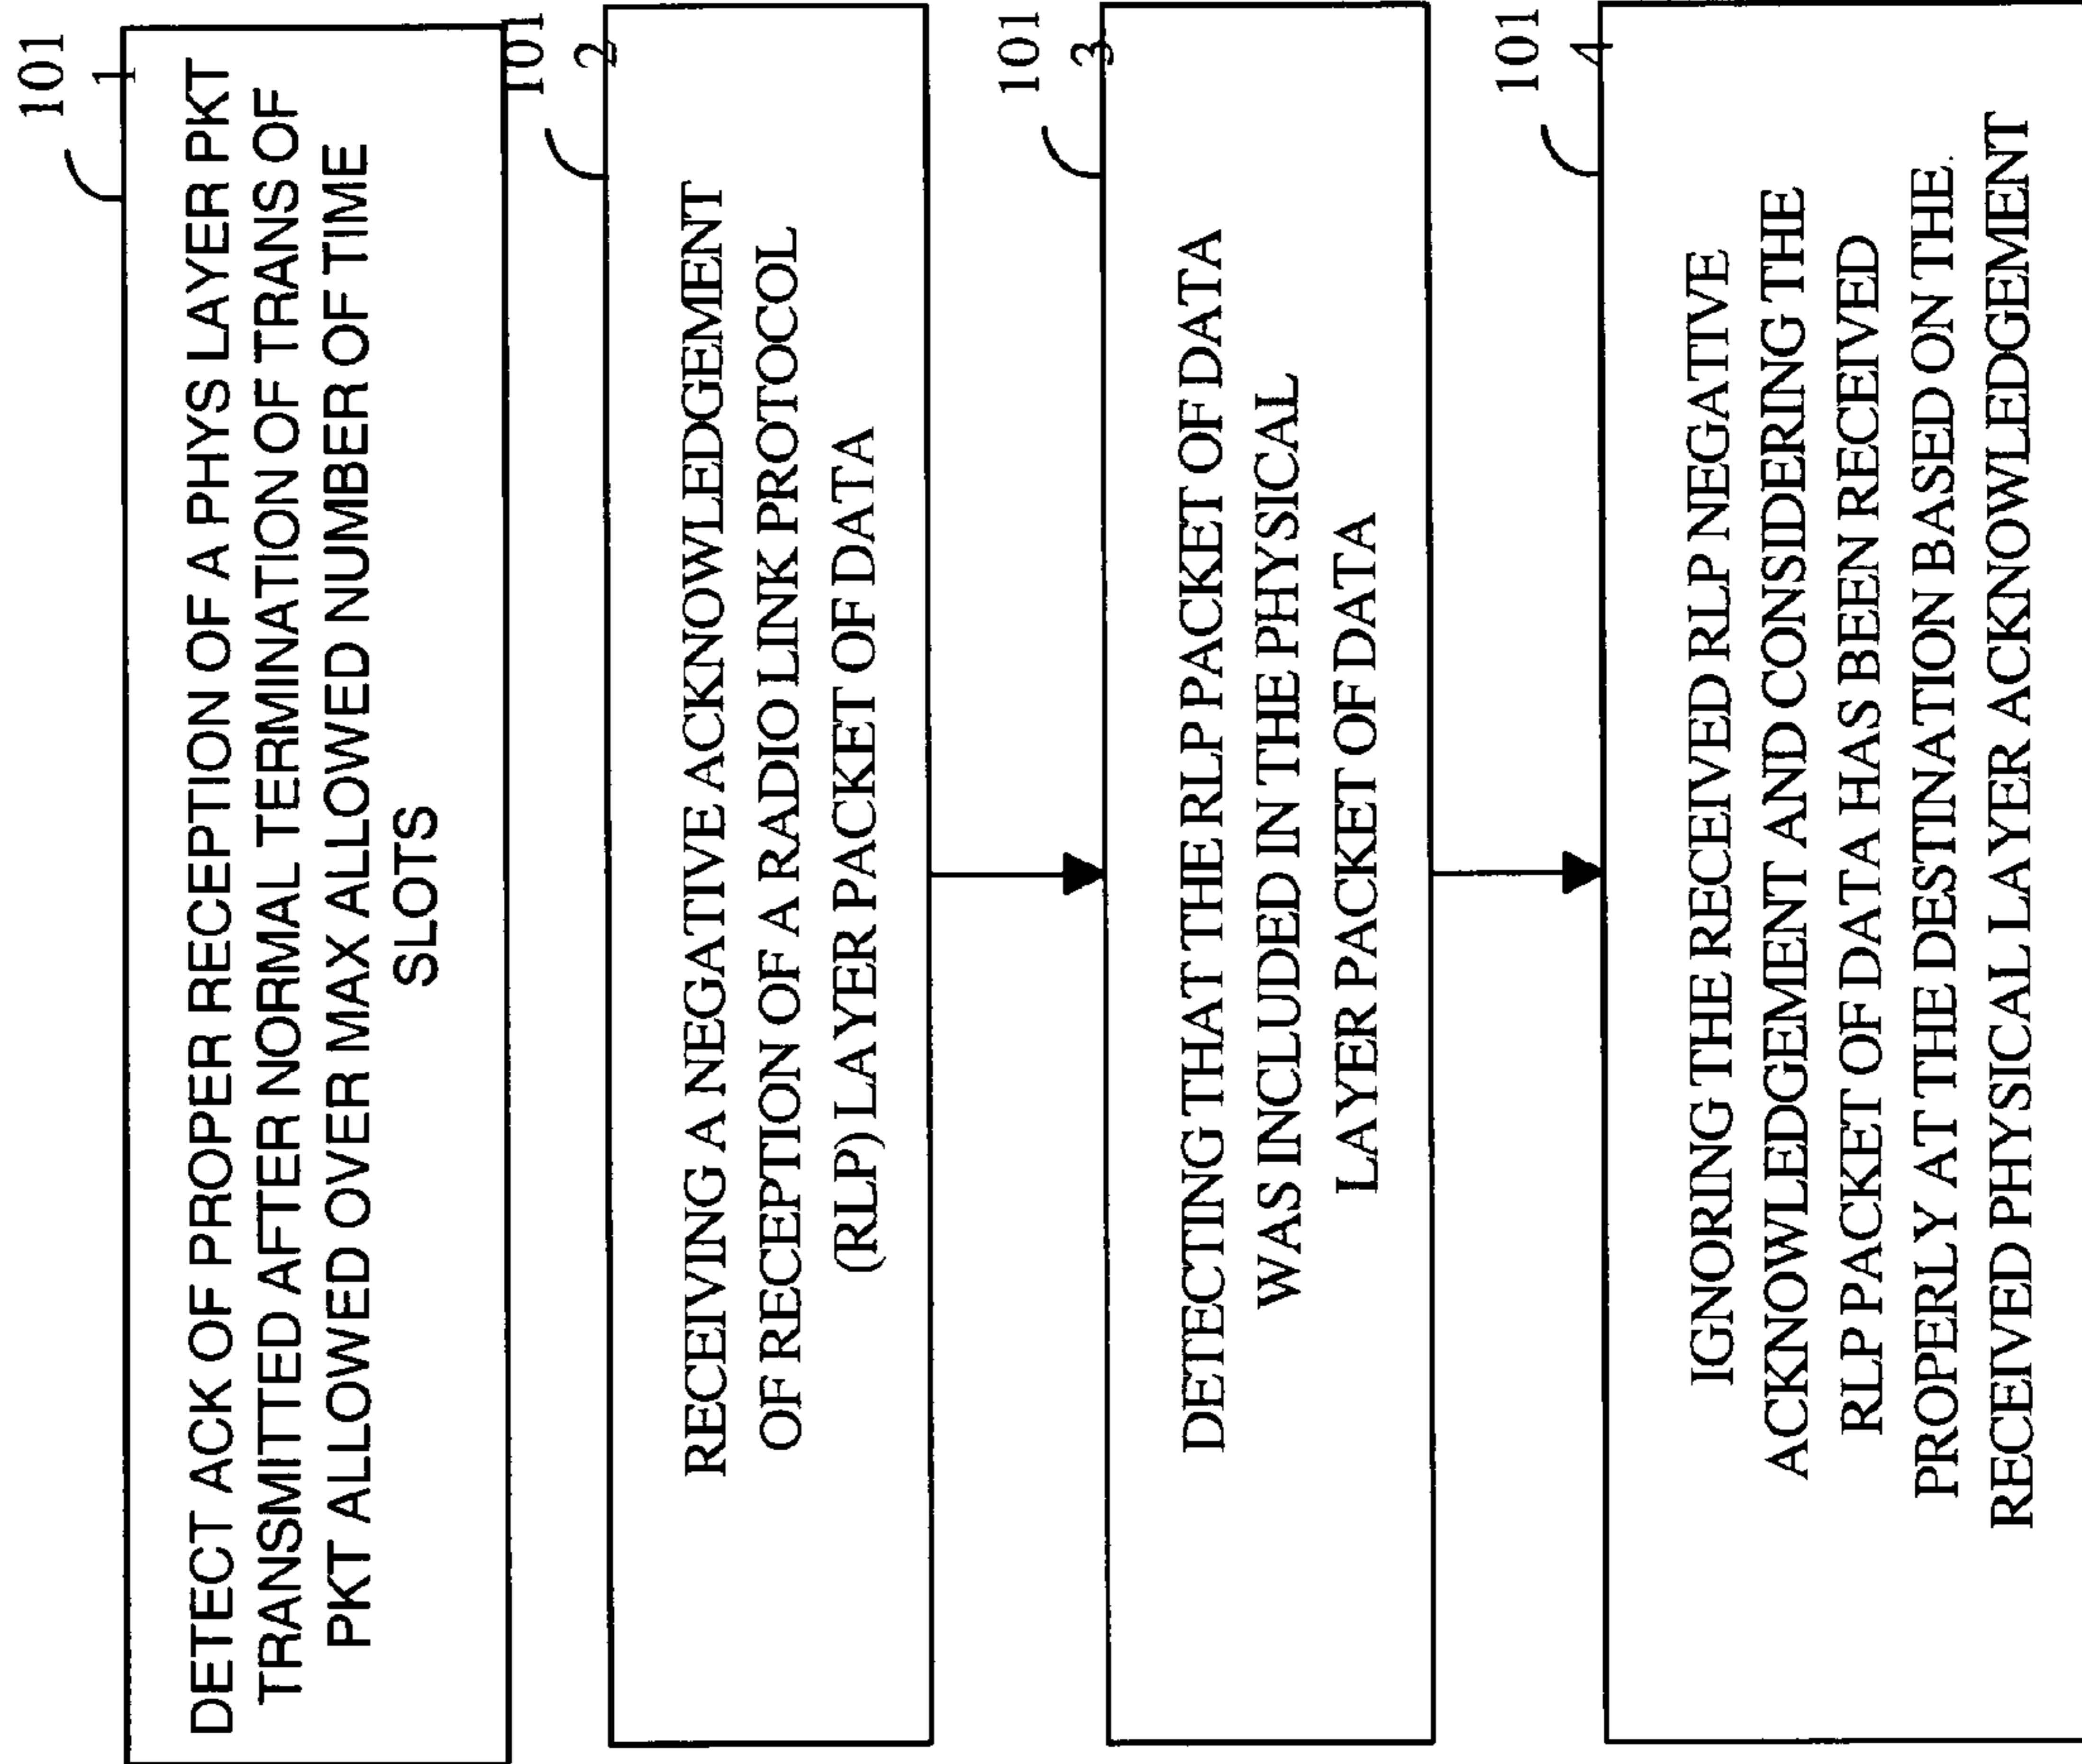 101
1
DETECT ACK OF PROPER RECEPTION OF A PHYS LAYER PKT
TRANSMITTED AFTER NORMAL TERMINATION OF TRANS OF
PKT ALLOWED OVER MAX ALLOWED NUMBER OF TIME
SLOTS
101
2
RECEIVING A NEGATIVE ACKNOWLEDGEMENT
OF RECEPTION OF A RADIO LINK PROTOCOL
(RLP) LAYER PACKET OF DATA
101
3
DETECTING THAT THE RLP PACKET OF DATA
WAS INCLUDED IN THE PHYSICAL
LAYER PACKET OF DATA
101
4
IGNORING THE RECEIVED RLP NEGATIVE
ACKNOWLEDGEMENT AND CONSIDERING THE
RLP PACKET OF DATA HAS BEEN RECEIVED
PROPERLY AT THE DESTINATION BASED ON THE
RECEIVED PHYSICAL LAYER ACKNOWLEDGEMENT